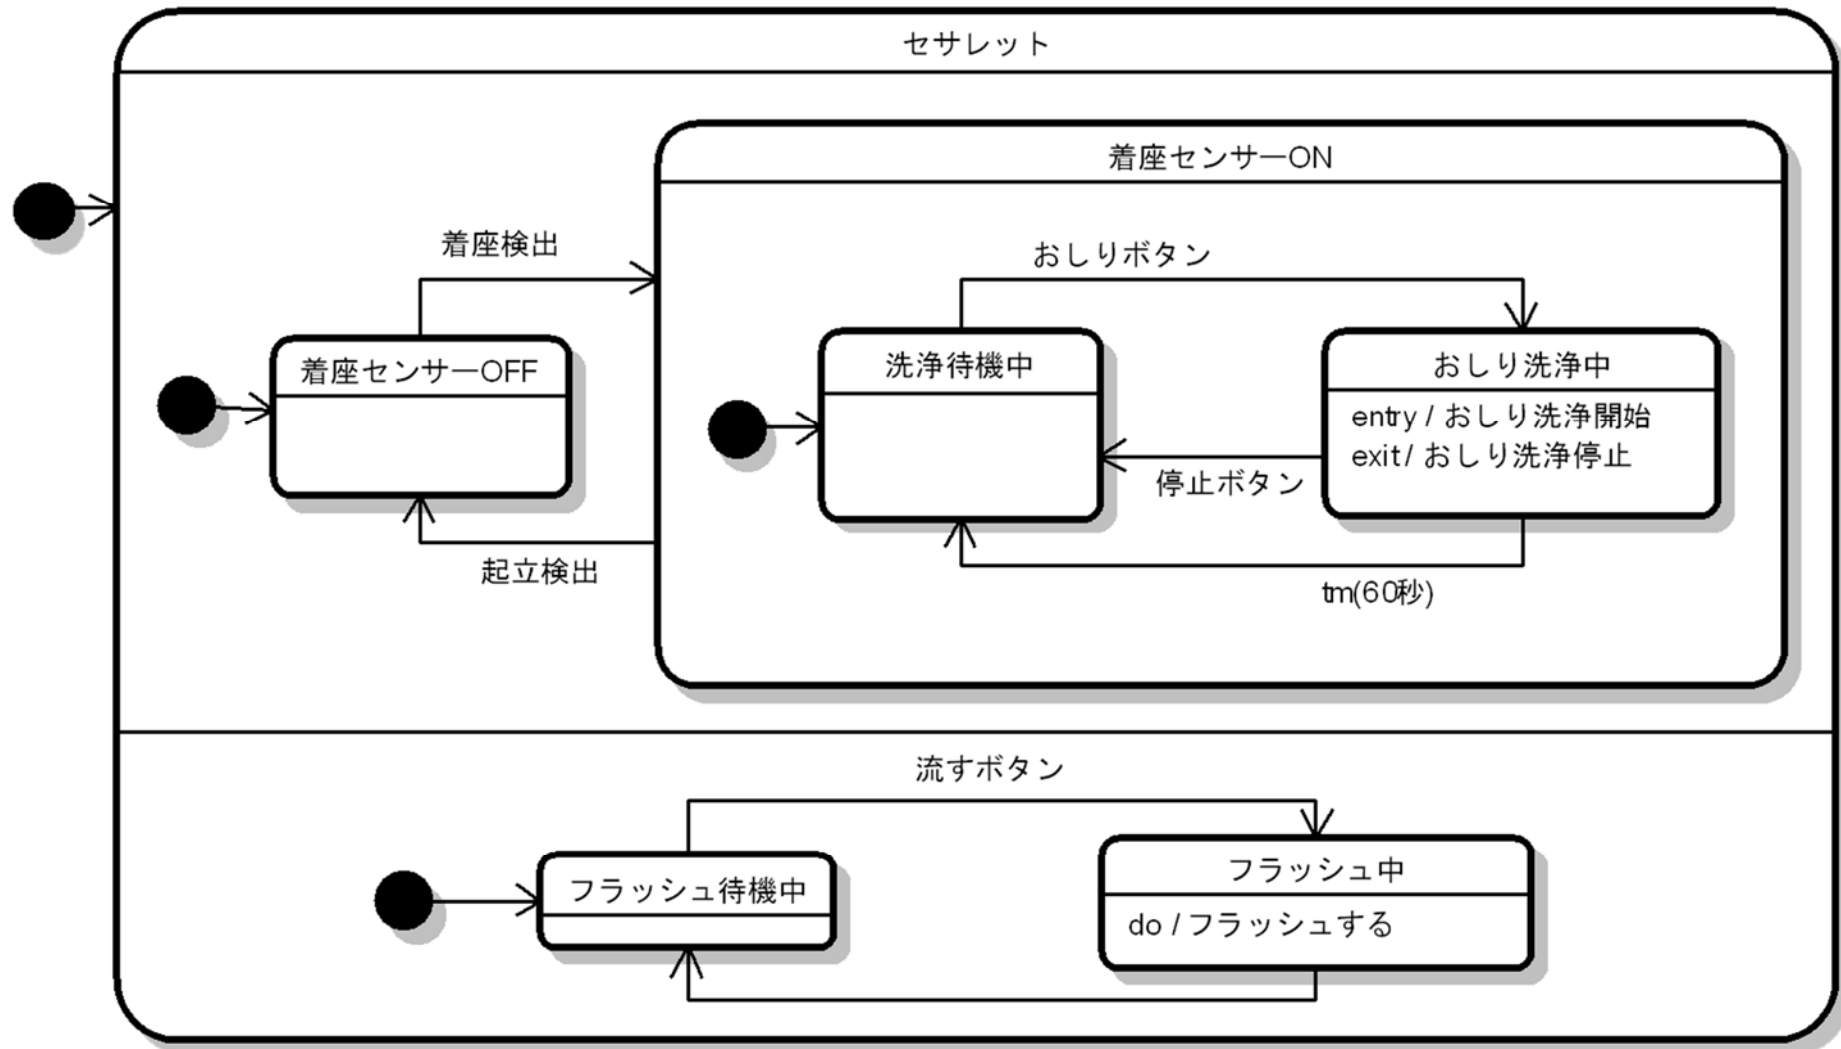 セサレット
着座センサーON
着座検出
おしりボタン
着座センサーOFF
洗浄待機中
おしり洗浄中
entry / おしり洗浄開始
exit / おしり洗浄停止
停止ボタン
起立検出
tm(60秒)
流すボタン
フラッシュ待機中
フラッシュ中
do / フラッシュする